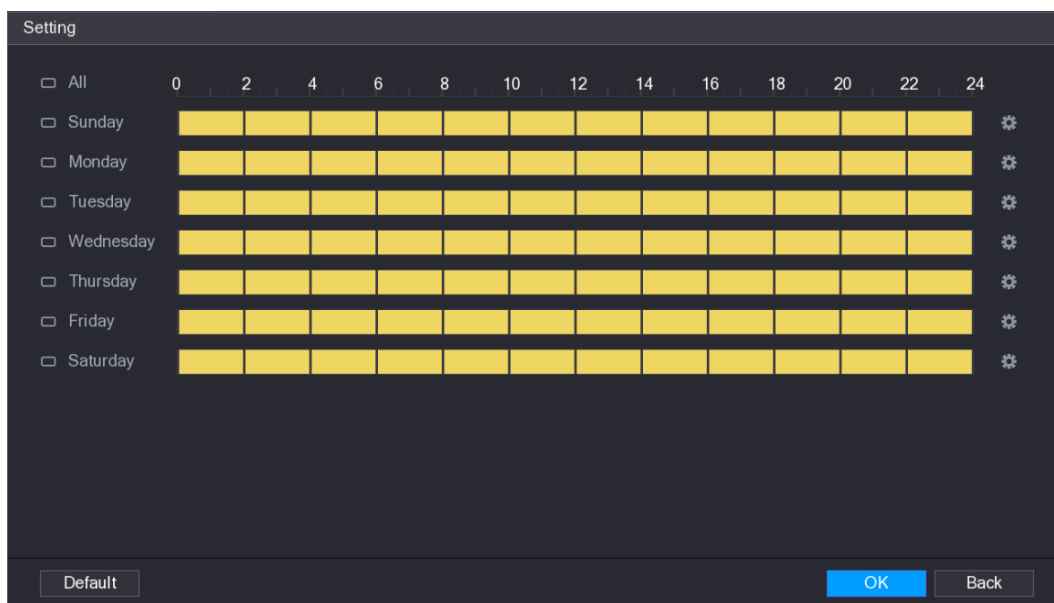 Setting
All 0 2 4 6 8 10 12 14 16 18 20 22 24
Sunday
Monday
Tuesday
Wednesday
Thursday
Friday
Saturday
Default OK Back